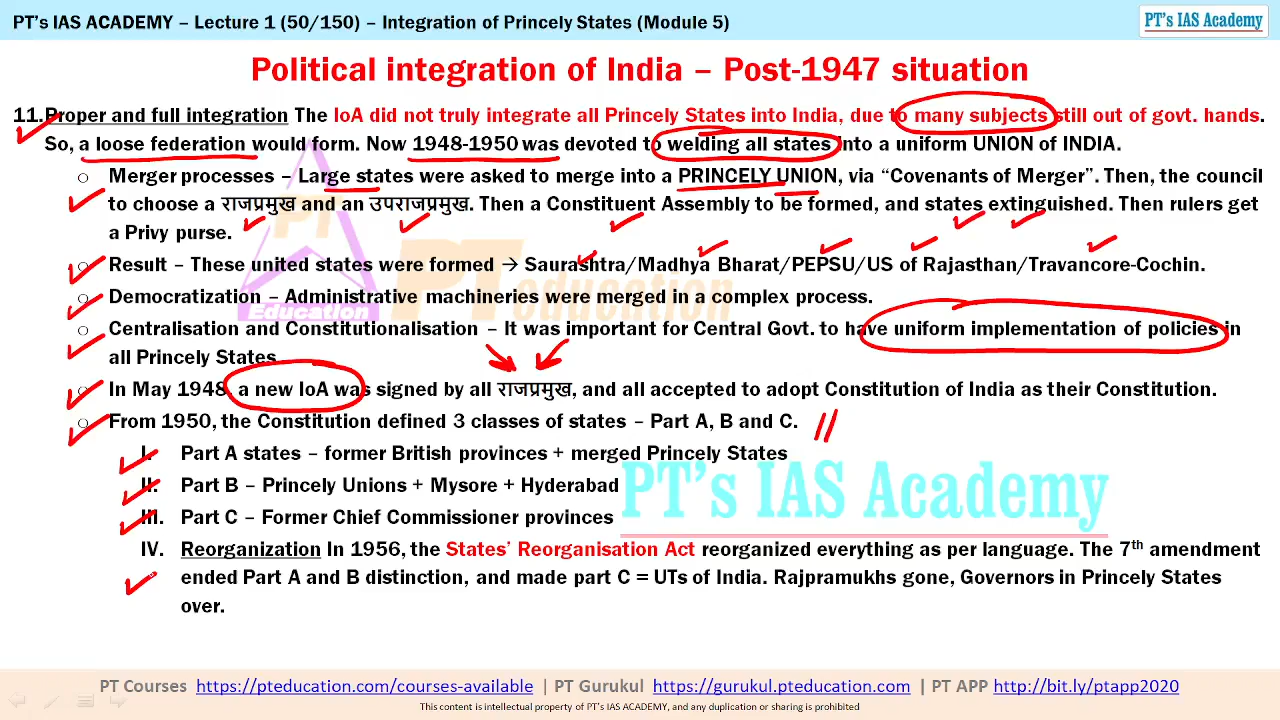 PT's IAS ACADEMY – Lecture 1 (50/150) – Integration of Princely States (Module 5)
PT's IAS Academy
Political integration of India – Post-1947 situation
11. Proper and full integration The IoA did not truly integrate all Princely States into India, due to many subjects still out of govt. hands.
So, a loose federation would form. Now 1948-1950 was devoted to welding all states into a uniform UNION of INDIA.
○ Merger processes – Large states were asked to merge into a PRINCELY UNION, via “Covenants of Merger”. Then, the council
to choose a राजप्रमुख and an उपराजप्रमुख. Then a Constituent Assembly to be formed, and states extinguished. Then rulers get
a Privy purse.
○ Result – These united states were formed → Saurashtra/Madhya Bharat/PEPSU/US of Rajasthan/Travancore-Cochin.
○ Democratization – Administrative machineries were merged in a complex process.
○ Centralisation and Constitutionalisation – It was important for Central Govt. to have uniform implementation of policies in
all Princely States
○ In May 1948, a new IoA was signed by all राजप्रमुख, and all accepted to adopt Constitution of India as their Constitution.
○ From 1950, the Constitution defined 3 classes of states – Part A, B and C.
I. Part A states – former British provinces + merged Princely States
II. Part B – Princely Unions + Mysore + Hyderabad
III. Part C – Former Chief Commissioner provinces
IV. Reorganization In 1956, the States' Reorganisation Act reorganized everything as per language. The 7th amendment
ended Part A and B distinction, and made part C = UTs of India. Rajpramukhs gone, Governors in Princely States
over.
PT
Education
PT education
PT's IAS Academy
PT Courses https://pteducation.com/courses-available | PT Gurukul https://gurukul.pteducation.com | PT APP http://bit.ly/ptapp2020
This content is intellectual property of PT's IAS ACADEMY, and any duplication or sharing is prohibited